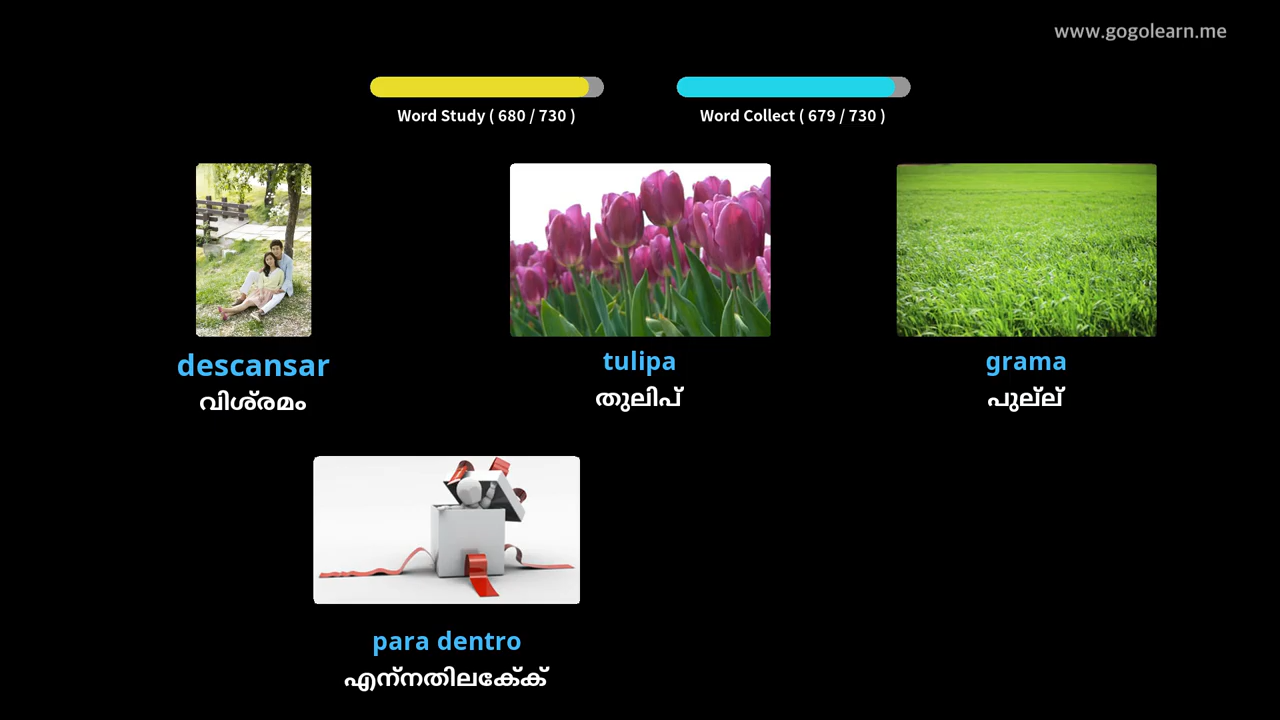 www.gogolearn.me
Word Study ( 680 / 730 )
Word Collect ( 679 / 730 )
descansar
വിശ്രമം
tulipa
തുലിപ്
grama
പുല്ല്
para dentro
എന്നതിലക്കേ്